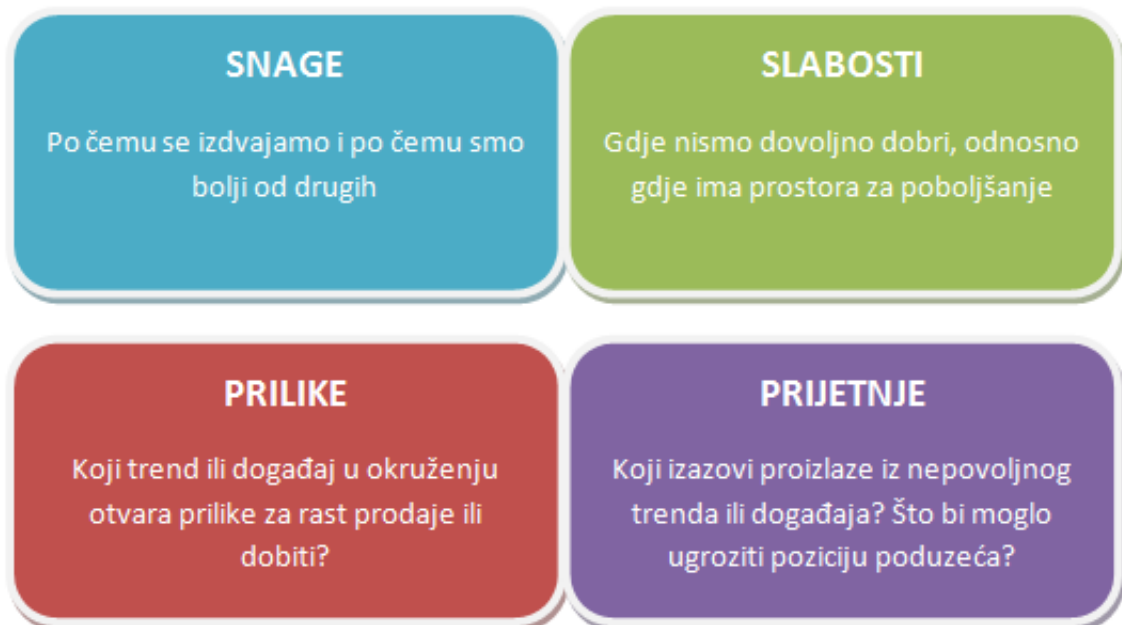 SNAGE
Po čemu se izdvajamo i po čemu smo
bolji od drugih
SLABOSTI
Gdje nismo dovoljno dobri, odnosno
gdje ima prostora za poboljšanje
PRILIKE
Koji trend ili događaj u okruženju
otvara prilike za rast prodaje ili
dobiti?
PRIJETNJE
Koji izazovi proizlaze iz nepovoljnog
trenda ili događaja? Što bi moglo
ugroziti poziciju poduzeća?